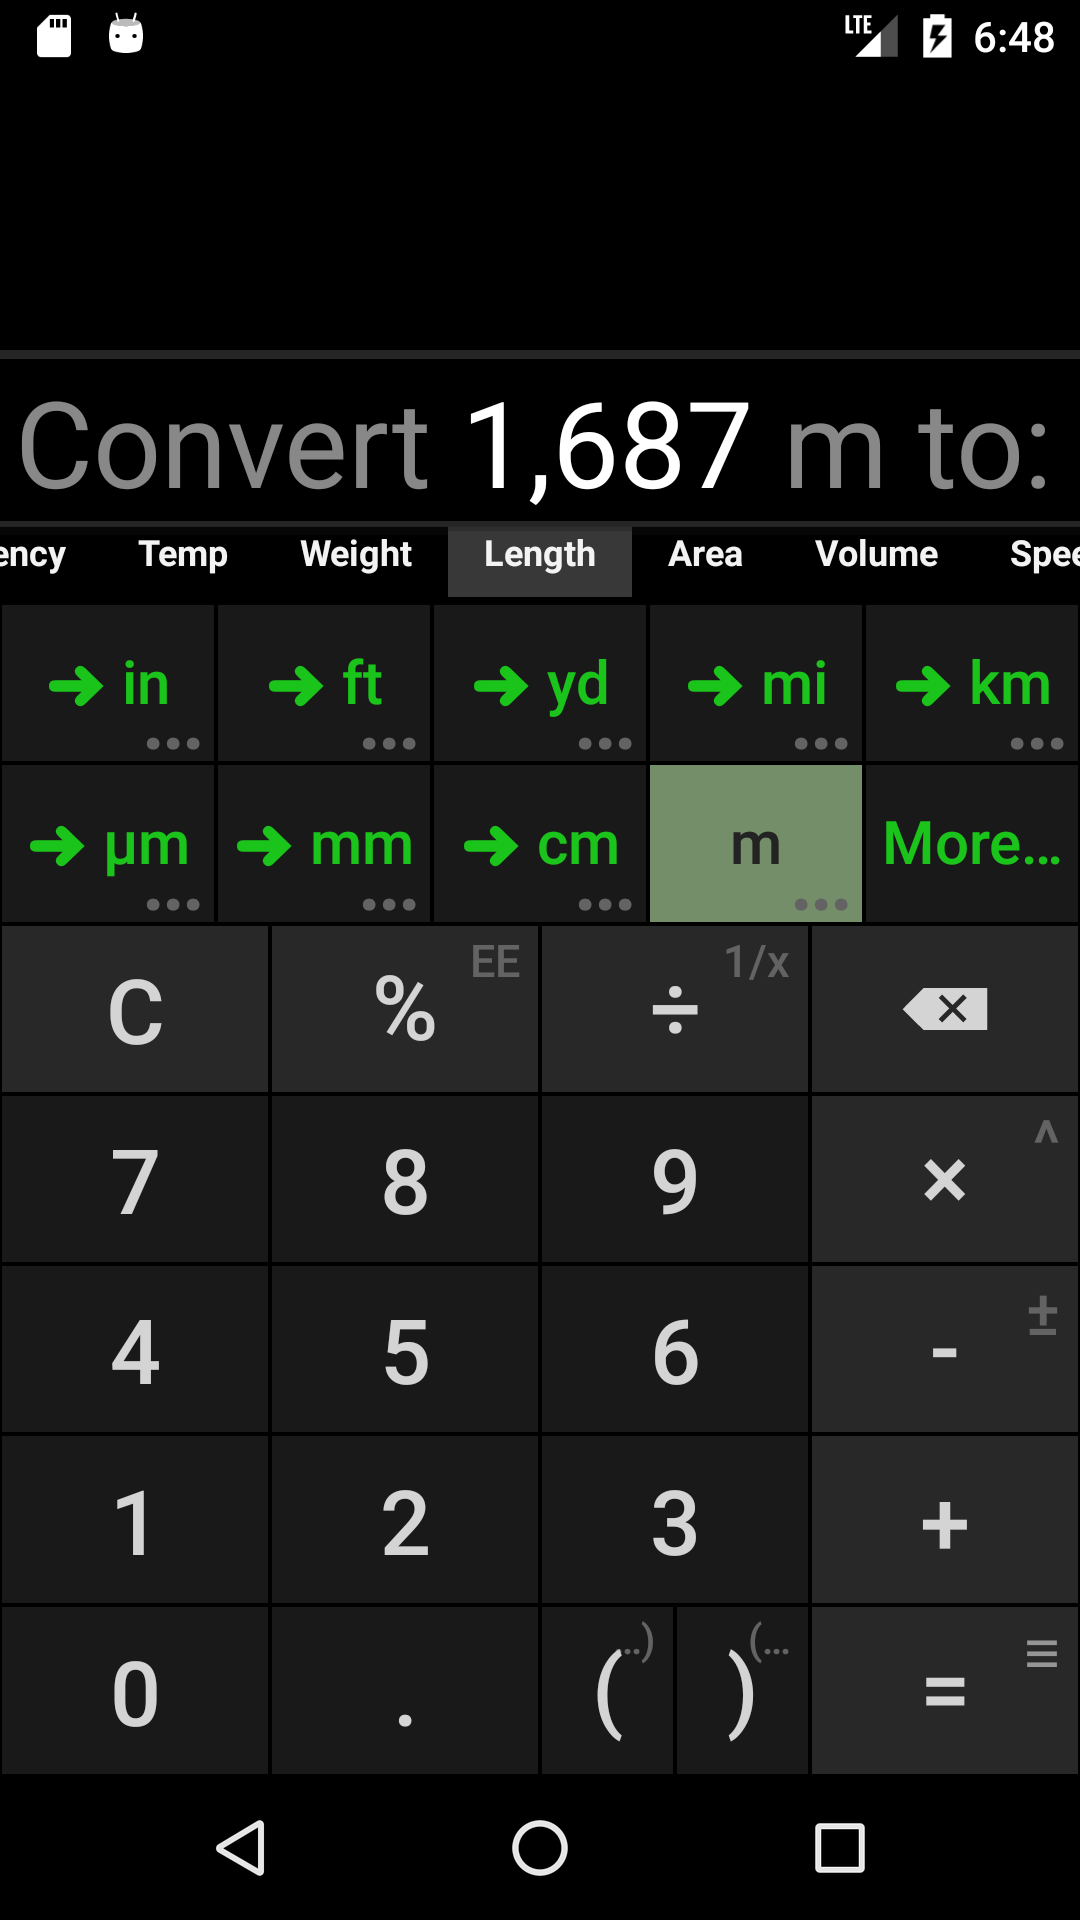 LTE 6:48
Convert 1,687 m to:
ency Temp Weight Length Area Volume Spee
in ft yd mi km
µm mm cm m More...
C % EE ÷ 1/x
7 8 9 × ^
4 5 6 - ±
1 2 3 +
0 . ( ..) ) (... =